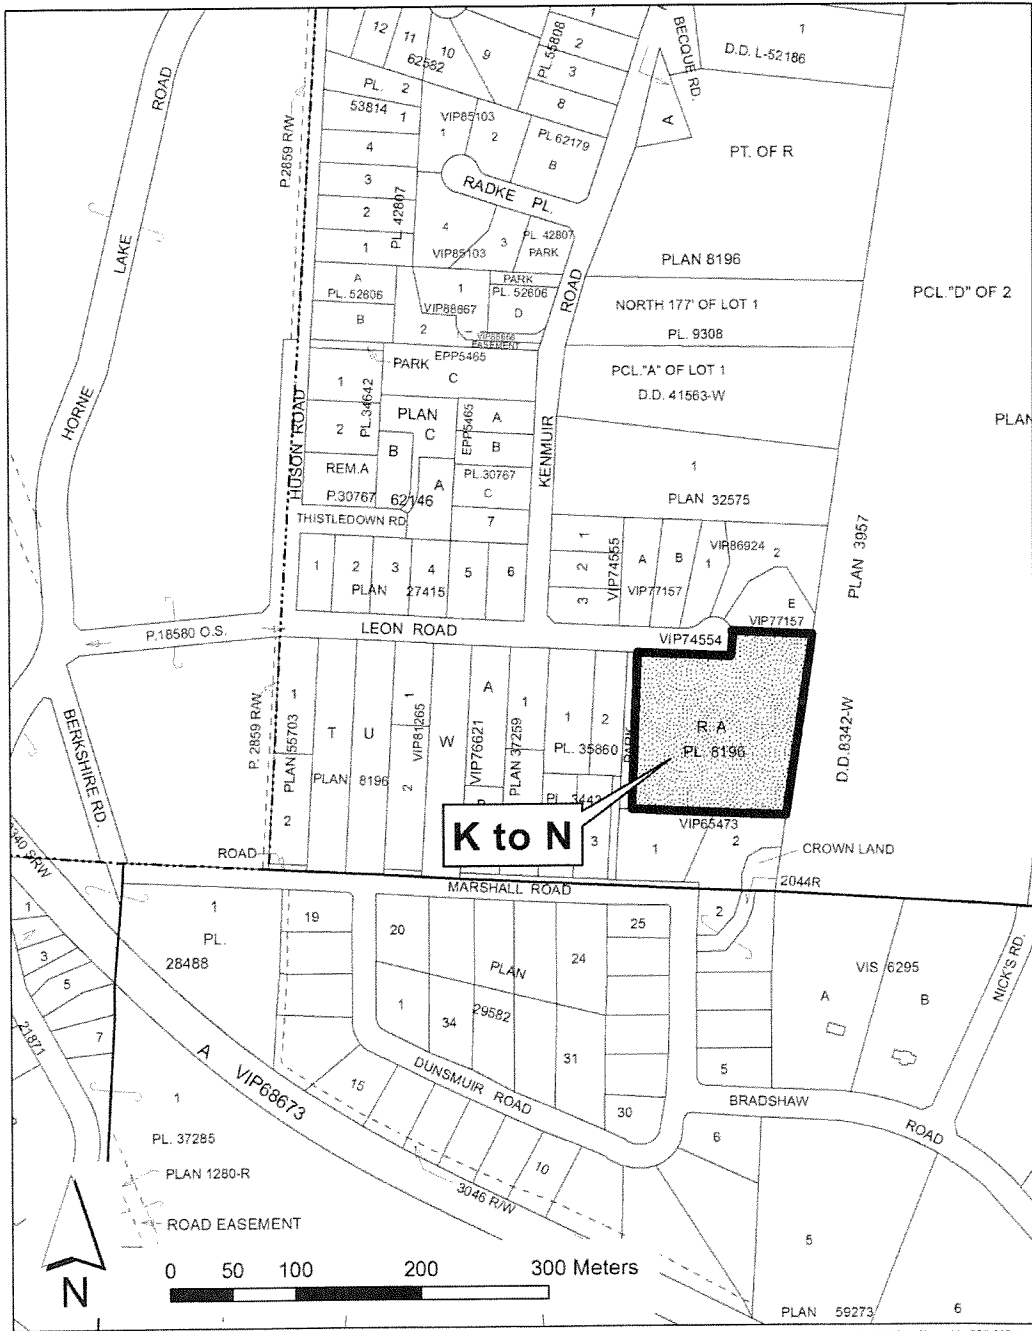 12
11
10
9
62582
1
2
PL.55808
3
8
BECQUE RD.
1
D.D. L-52186
A
PT. OF R
PL. 2
53814 1
4
3
2
1
PL. 42807
VIP85103
1
2
PL 62179
B
RADKE PL.
4
VIP85103
3
PL. 42807
PARK
P.2859 R/W
HORNE LAKE ROAD
PLAN 8196
PCL."D" OF 2
A
PL. 52606
B
1
VIP88867
2
PARK
PL. 52606
D
EASEMENT
NORTH 177' OF LOT 1
PL. 9308
PCL."A" OF LOT 1
D.D. 41563-W
PLAN
PARK
EPP5465
C
1
PL.34642
2
PLAN
C
EPP5465
A
B
B
A
PL.30767
C
7
REM.A
P.30767
62146
HUSON ROAD
KENMUIR ROAD
THISTLEDOWN RD
1
PLAN 32575
PLAN 3957
1
2
3
4
5
6
PLAN 27415
1
2
3
VIP74555
A
B
VIP77157
1
VIP86924
2
E
VIP77157
P.18580 O.S.
LEON ROAD
VIP74554
P. 2859 R/W
1
PLAN 55703
2
T
U
PLAN 8196
1
VIP81265
2
W
A
VIP76621
1
PLAN 37259
1
2
PL. 35860
PARK
R. A
PL. 8196
D.D.8342-W
K to N
3
VIP65473
1
2
CROWN LAND
2044R
BERKSHIRE RD.
ROAD
MARSHALL ROAD
340 SRW
1
3
5
7
21871
1
PL.
28488
19
20
1
34
PLAN
29582
24
31
25
30
2
5
VIS 6295
A
B
NICK'S RD.
A VIP68673
15
DUNSMUIR ROAD
10
3046 R/W
BRADSHAW ROAD
6
1
PL. 37285
PLAN 1280-R
ROAD EASEMENT
5
PLAN 59273
6
N
0 50 100 200 300 Meters